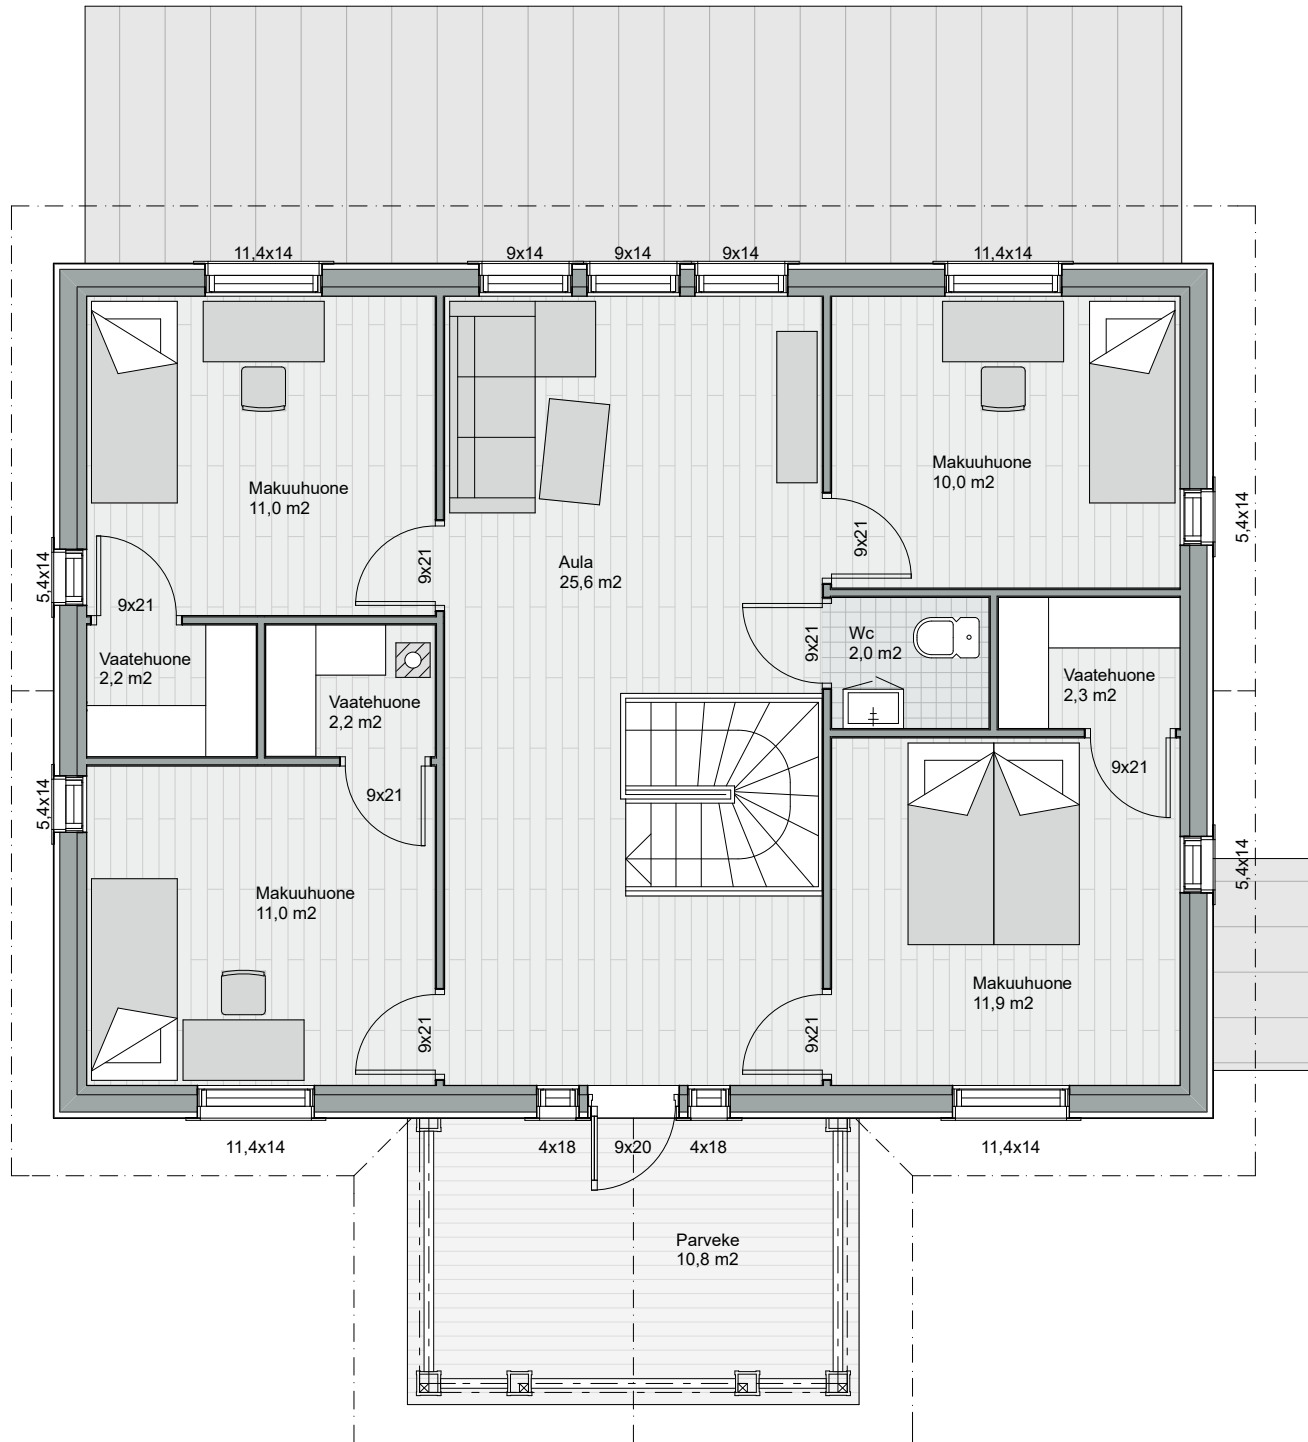 11,4x14
9x14
9x14
9x14
11,4x14
Makuuhuone
11,0 m2
Makuuhuone
10,0 m2
5,4x14
Aula
25,6 m2
9x21
9x21
5,4x14
9x21
Vaatehuone
2,2 m2
Vaatehuone
2,2 m2
9x21
Wc
2,0 m2
Vaatehuone
2,3 m2
9x21
9x21
5,4x14
5,4x14
Makuuhuone
11,0 m2
Makuuhuone
11,9 m2
9x21
9x21
11,4x14
4x18
9x20
4x18
11,4x14
Parveke
10,8 m2